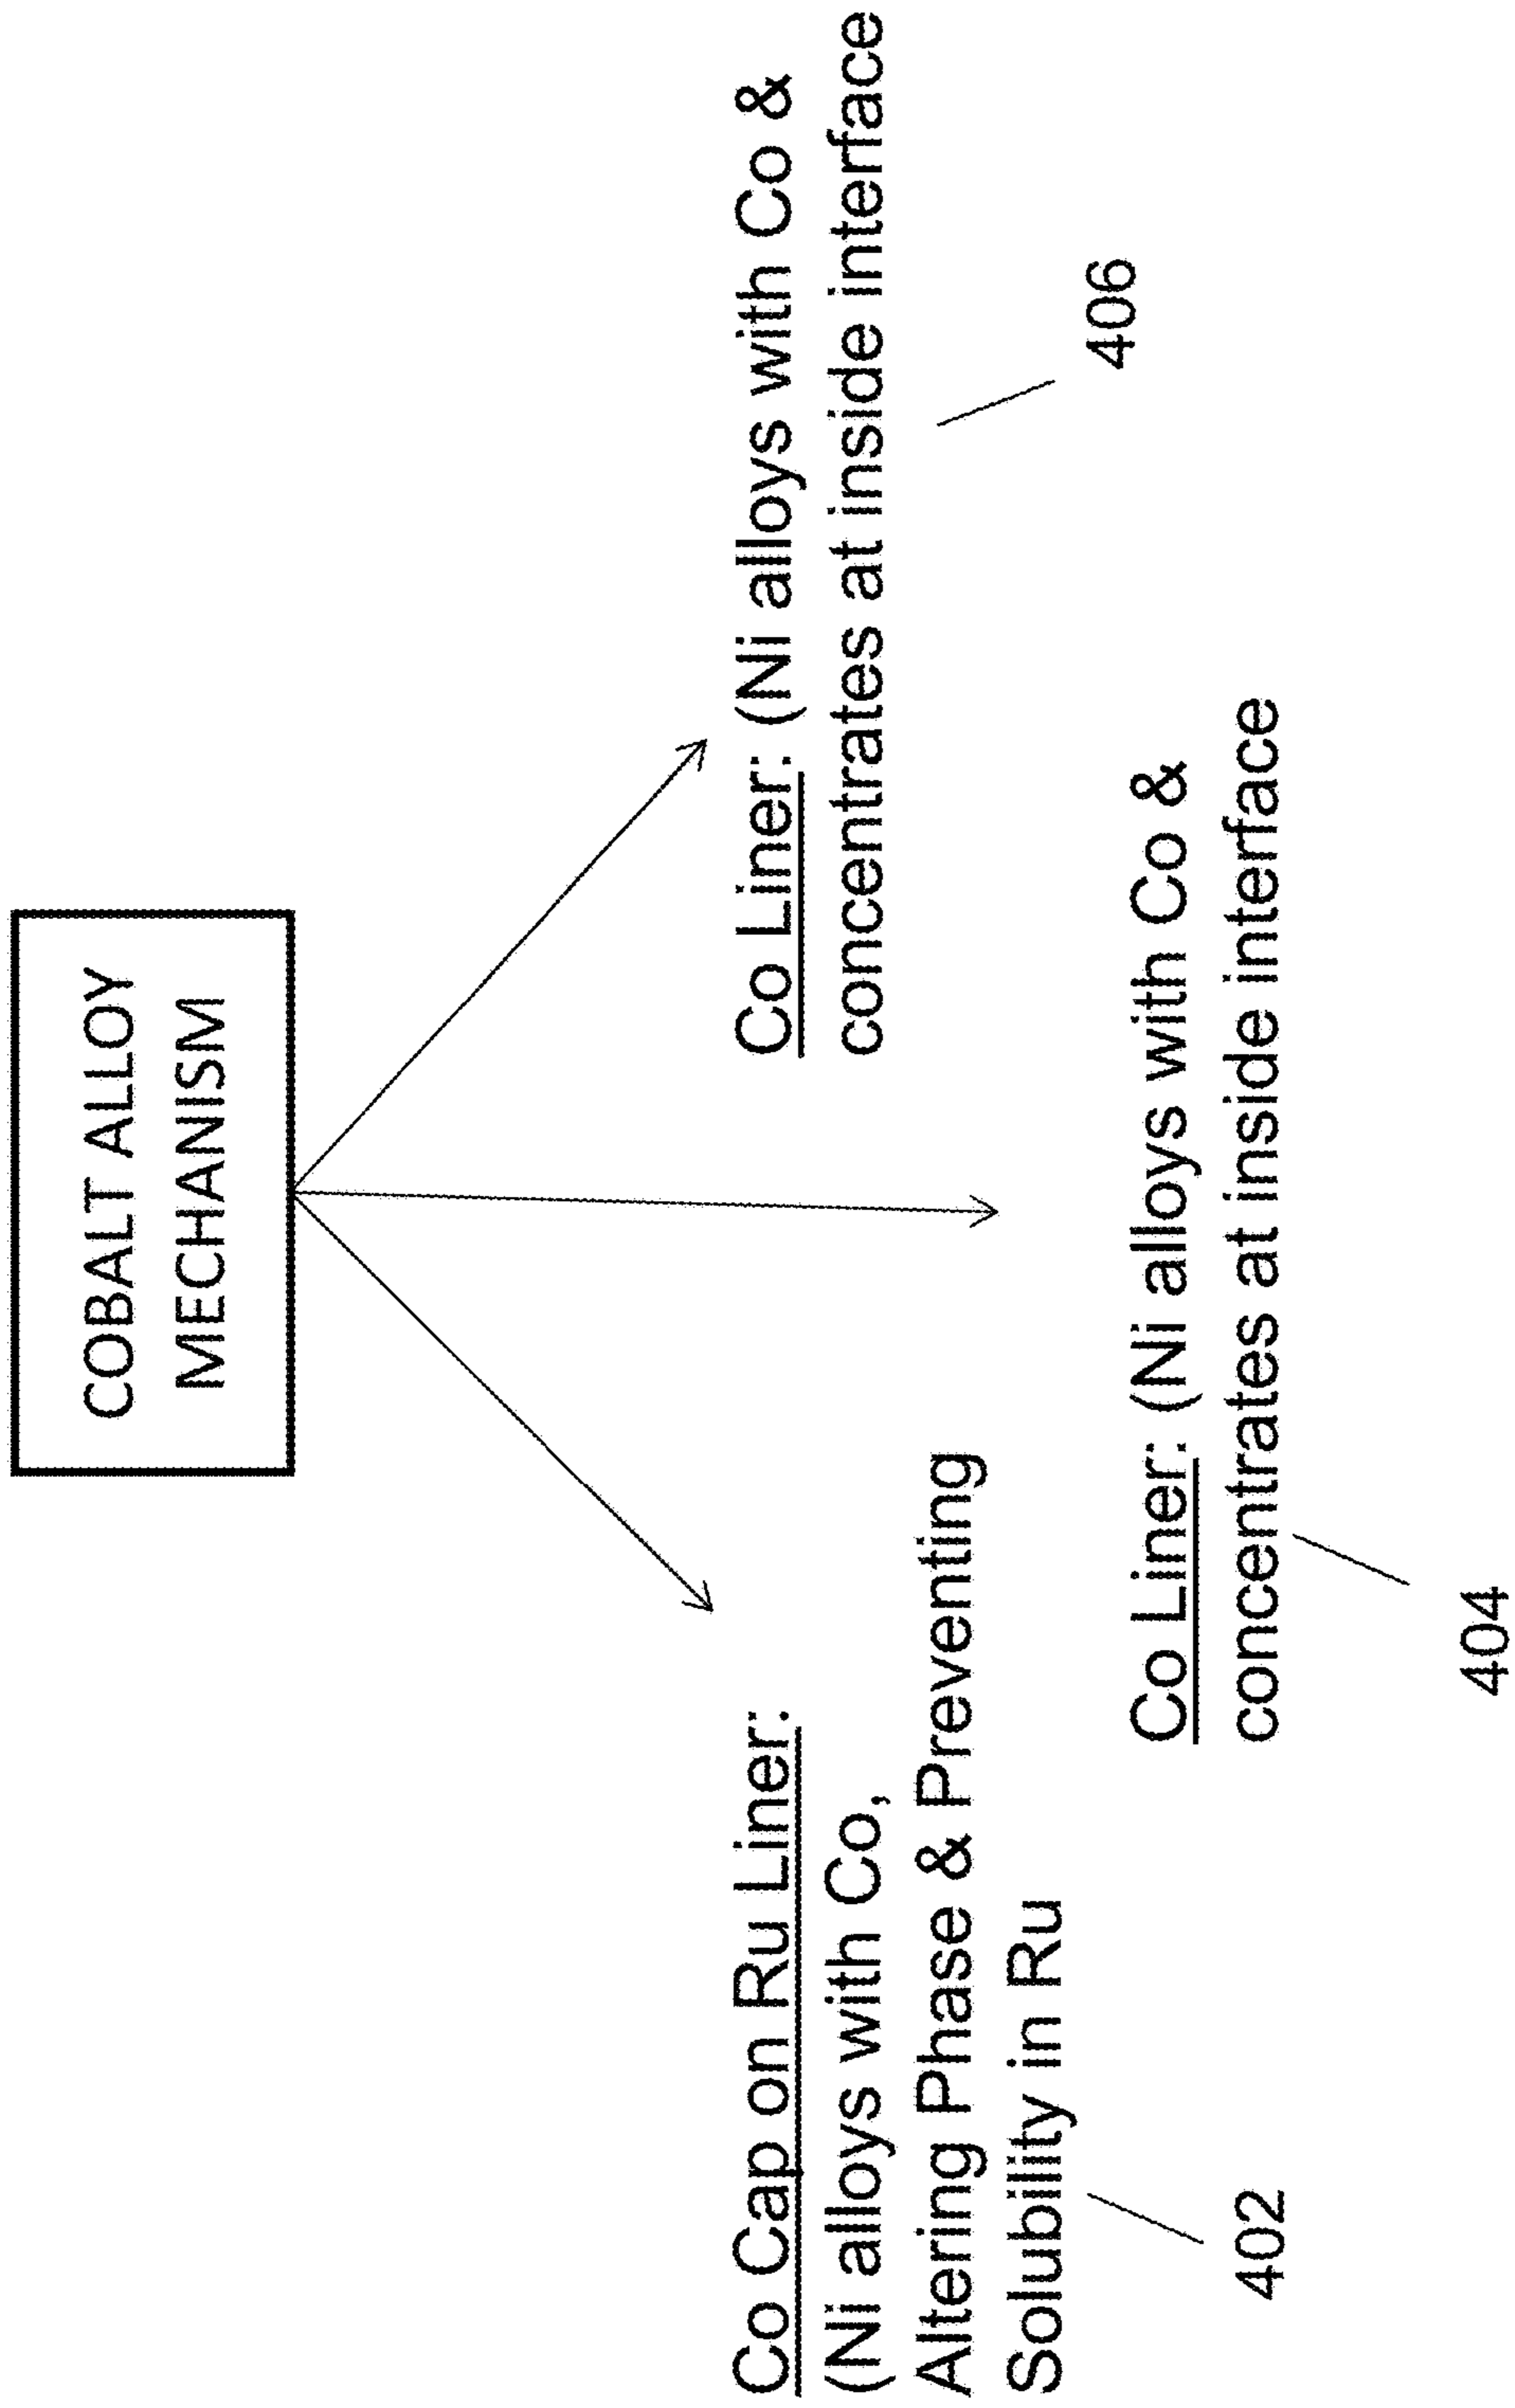 COBALT ALLOY
MECHANISM
Co Cap on Ru Liner:
(Ni alloys with Co,
Altering Phase & Preventing
Solubility in Ru
402
Co Liner: (Ni alloys with Co &
concentrates at inside interface
404
Co Liner: (Ni alloys with Co &
concentrates at inside interface
406